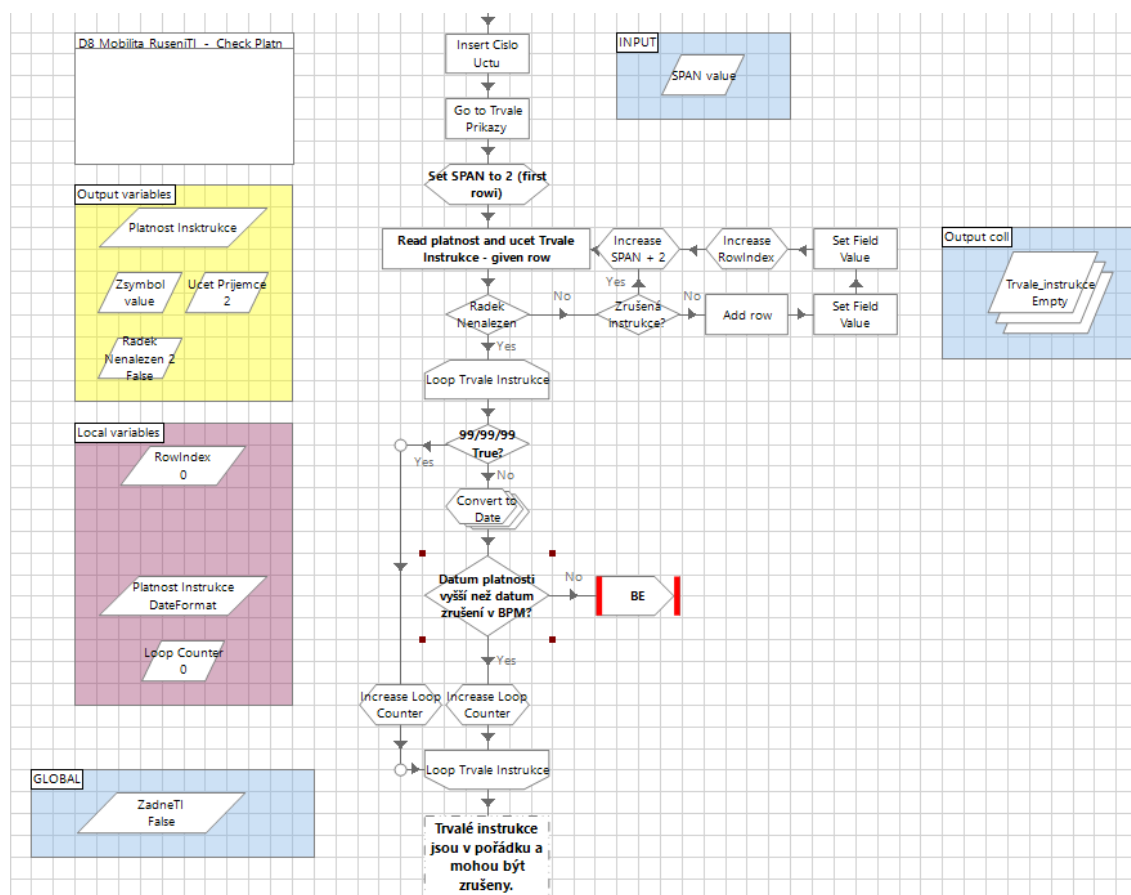 D8 Mobilita RuseniTI - Check Platn
Insert Cislo
Uctu
INPUT
SPAN value
Go to Trvale
Prikazy
Set SPAN to 2 (first
rowi)
Output variables
Platnost Insktrukce
Zsymbol
value
Ucet Prijemce
2
Radek
Nenalezen 2
False
Read platnost and ucet Trvale
Instrukce - given row
Increase
SPAN + 2
Increase
RowIndex
Set Field
Value
Output coll
Trvale_instrukce
Empty
Radek
Nenalezen
No
Yes
Zrušená
instrukce?
No
Add row
Set Field
Value
Yes
Loop Trvale Instrukce
Local variables
RowIndex
0
Platnost Instrukce
DateFormat
Loop Counter
0
99/99/99
True?
Yes
No
Convert to
Date
Datum platnosti
vyšší než datum
zrušení v BPM?
No
BE
Yes
Increase Loop
Counter
Increase Loop
Counter
Loop Trvale Instrukce
GLOBAL
ZadneTI
False
Trvalé instrukce
jsou v pořádku a
mohou být
zrušeny.